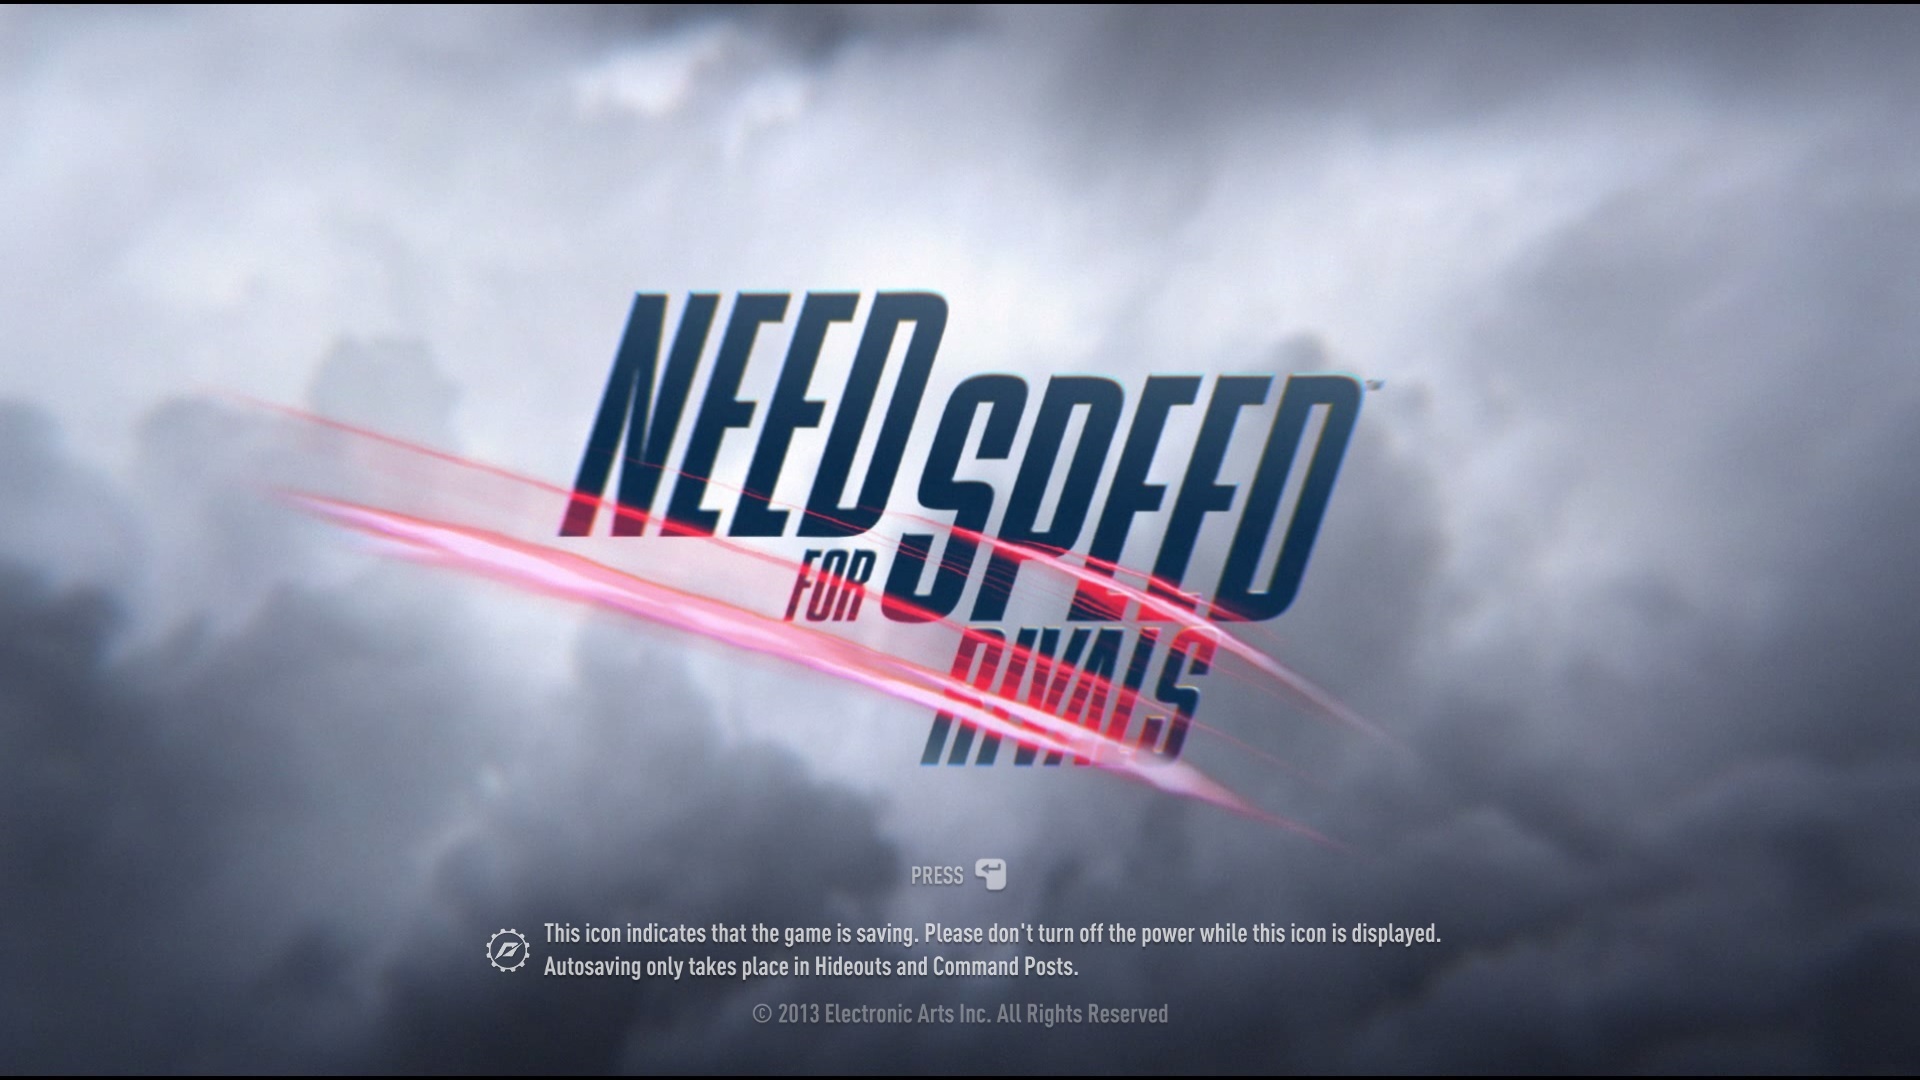 NEED
SPEED™
FOR
RIVALS
PRESS
This icon indicates that the game is saving. Please don't turn off the power while this icon is displayed.
Autosaving only takes place in Hideouts and Command Posts.
© 2013 Electronic Arts Inc. All Rights Reserved